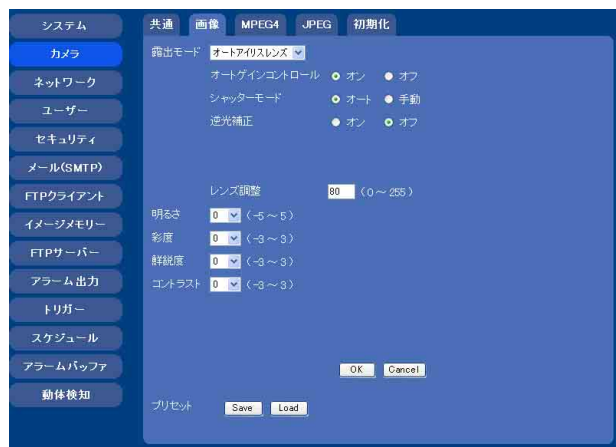 システム
カメラ
ネットワーク
ユーザー
セキュリティ
メール(SMTP)
FTPクライアント
イメージメモリー
FTPサーバー
アラーム出力
トリガー
スケジュール
アラームバッファ
動体検知
共通 画像 MPEG4 JPEG 初期化
露出モード オートアイリスレンズ
オートゲインコントロール オン オフ
シャッターモード オート 手動
逆光補正 オン オフ
レンズ調整 80 (0～255)
明るさ 0 (-5～5)
彩度 0 (-3～3)
鮮鋭度 0 (-3～3)
コントラスト 0 (-3～3)
OK Cancel
プリセット Save Load